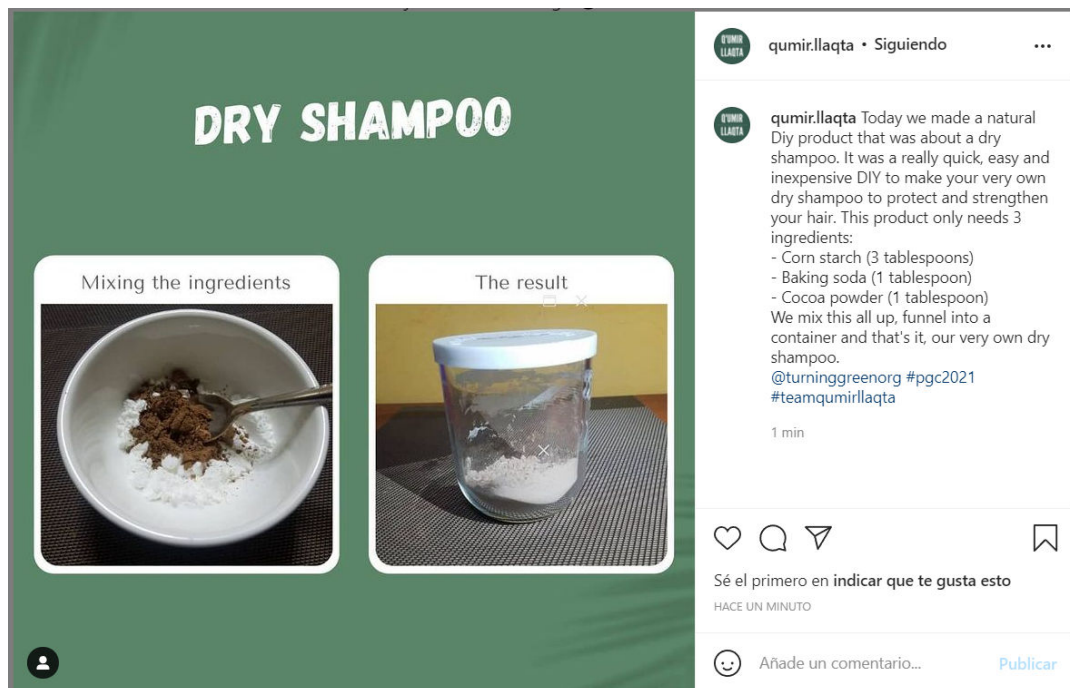 DRY SHAMPOO
Mixing the ingredients
The result
Q'UMIR
LLAQTA
qumir.llaqta • Siguiendo
Q'UMIR
LLAQTA
qumir.llaqta Today we made a natural
Diy product that was about a dry
shampoo. It was a really quick, easy and
inexpensive DIY to make your very own
dry shampoo to protect and strengthen
your hair. This product only needs 3
ingredients:
- Corn starch (3 tablespoons)
- Baking soda (1 tablespoon)
- Cocoa powder (1 tablespoon)
We mix this all up, funnel into a
container and that's it, our very own dry
shampoo.
@turninggreenorg #pgc2021
#teamqumirllaqta
1 min
Sé el primero en indicar que te gusta esto
HACE UN MINUTO
Añade un comentario...
Publicar